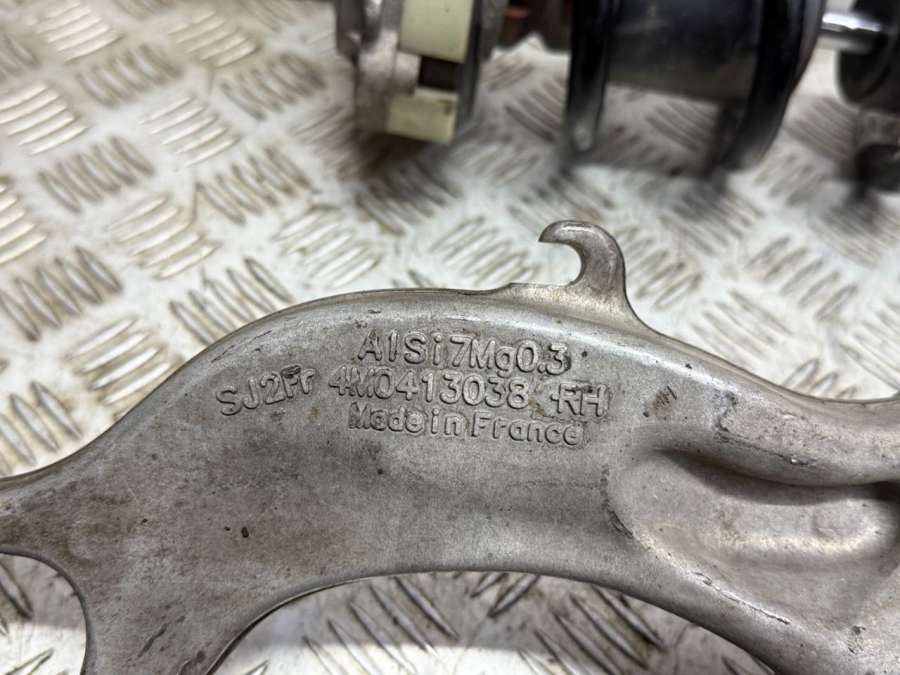 AlSi7Mg0.3
SJ2Fr 4M0413038 RH
Made in France